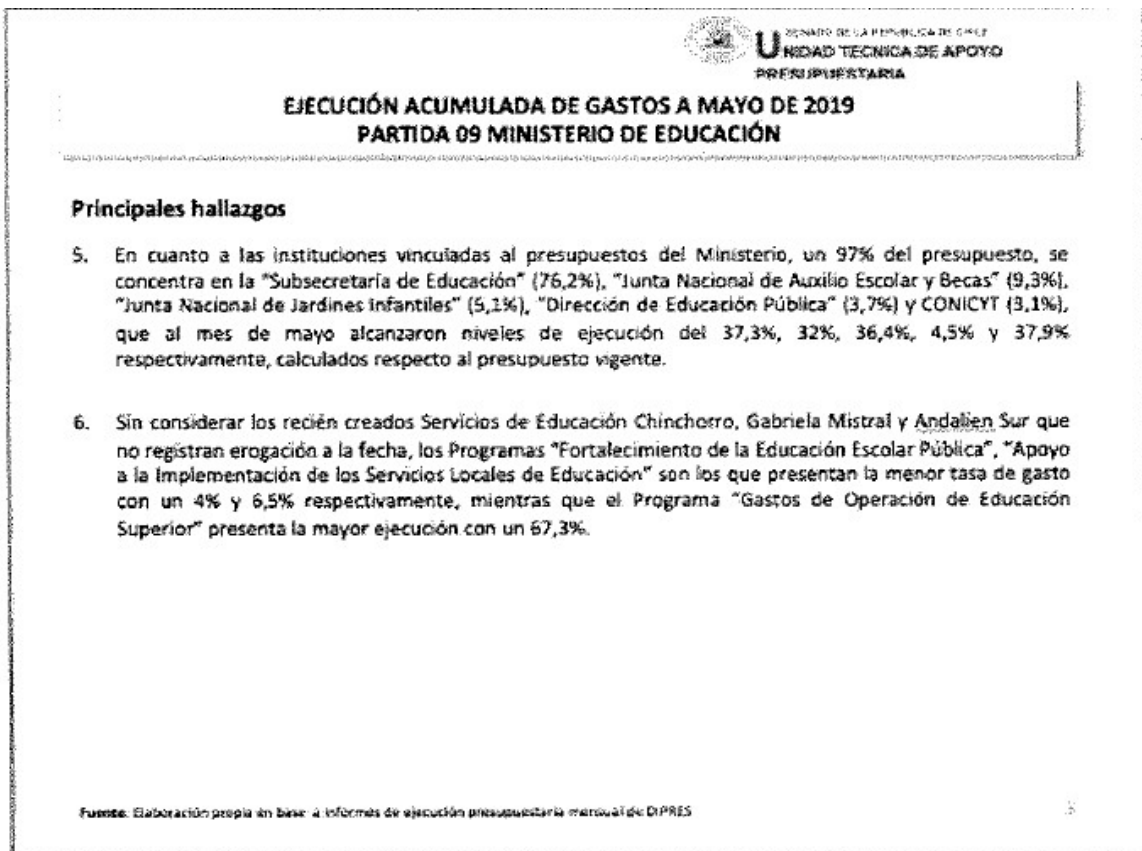 SENADO DE LA REPUBLICA DE CHILE
UNIDAD TECNICA DE APOYO
PRESUPUESTARIA
EJECUCIÓN ACUMULADA DE GASTOS A MAYO DE 2019
PARTIDA 09 MINISTERIO DE EDUCACIÓN
Principales hallazgos
5. En cuanto a las instituciones vinculadas al presupuestos del Ministerio, un 97% del presupuesto, se
concentra en la "Subsecretaría de Educación" (76,2%), "Junta Nacional de Auxilio Escolar y Becas" (9,3%),
"Junta Nacional de Jardines Infantiles" (5,1%), "Dirección de Educación Pública" (3,7%) y CONICYT (3,1%),
que al mes de mayo alcanzaron niveles de ejecución del 37,3%, 32%, 36,4%, 4,5% y 37,9%
respectivamente, calculados respecto al presupuesto vigente.
6. Sin considerar los recién creados Servicios de Educación Chinchorro, Gabriela Mistral y Andalien Sur que
no registran erogación a la fecha, los Programas "Fortalecimiento de la Educación Escolar Pública", "Apoyo
a la Implementación de los Servicios Locales de Educación" son los que presentan la menor tasa de gasto
con un 4% y 6,5% respectivamente, mientras que el Programa "Gastos de Operación de Educación
Superior" presenta la mayor ejecución con un 67,3%.
Fuente: Elaboración propia en base a informes de ejecución presupuestaria mensual de DIPRES